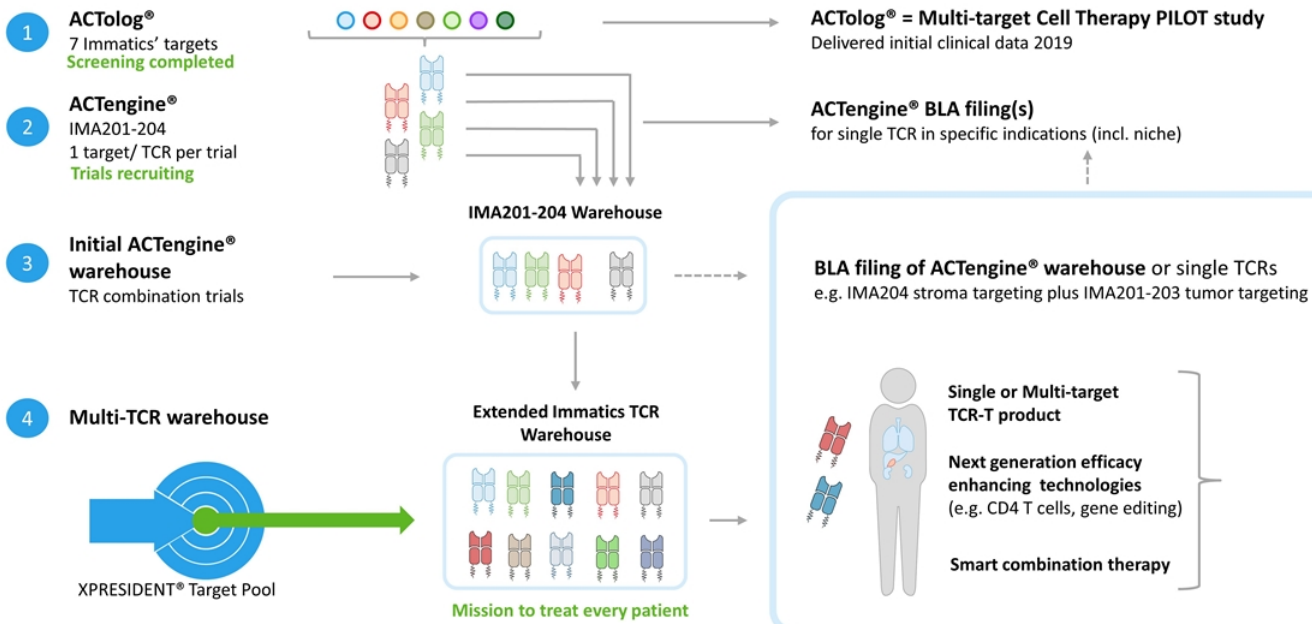 1
ACTolog®
7 Immatics’ targets
Screening completed
ACTolog® = Multi-target Cell Therapy PILOT study
Delivered initial clinical data 2019
2
ACTengine®
IMA201-204
1 target/ TCR per trial
Trials recruiting
ACTengine® BLA filing(s)
for single TCR in specific indications (incl. niche)
3
Initial ACTengine®
warehouse
TCR combination trials
IMA201-204 Warehouse
BLA filing of ACTengine® warehouse or single TCRs
e.g. IMA204 stroma targeting plus IMA201-203 tumor targeting
4
Multi-TCR warehouse
XPRESIDENT® Target Pool
Extended Immatics TCR
Warehouse
Mission to treat every patient
Single or Multi-target
TCR-T product
Next generation efficacy
enhancing technologies
(e.g. CD4 T cells, gene editing)
Smart combination therapy